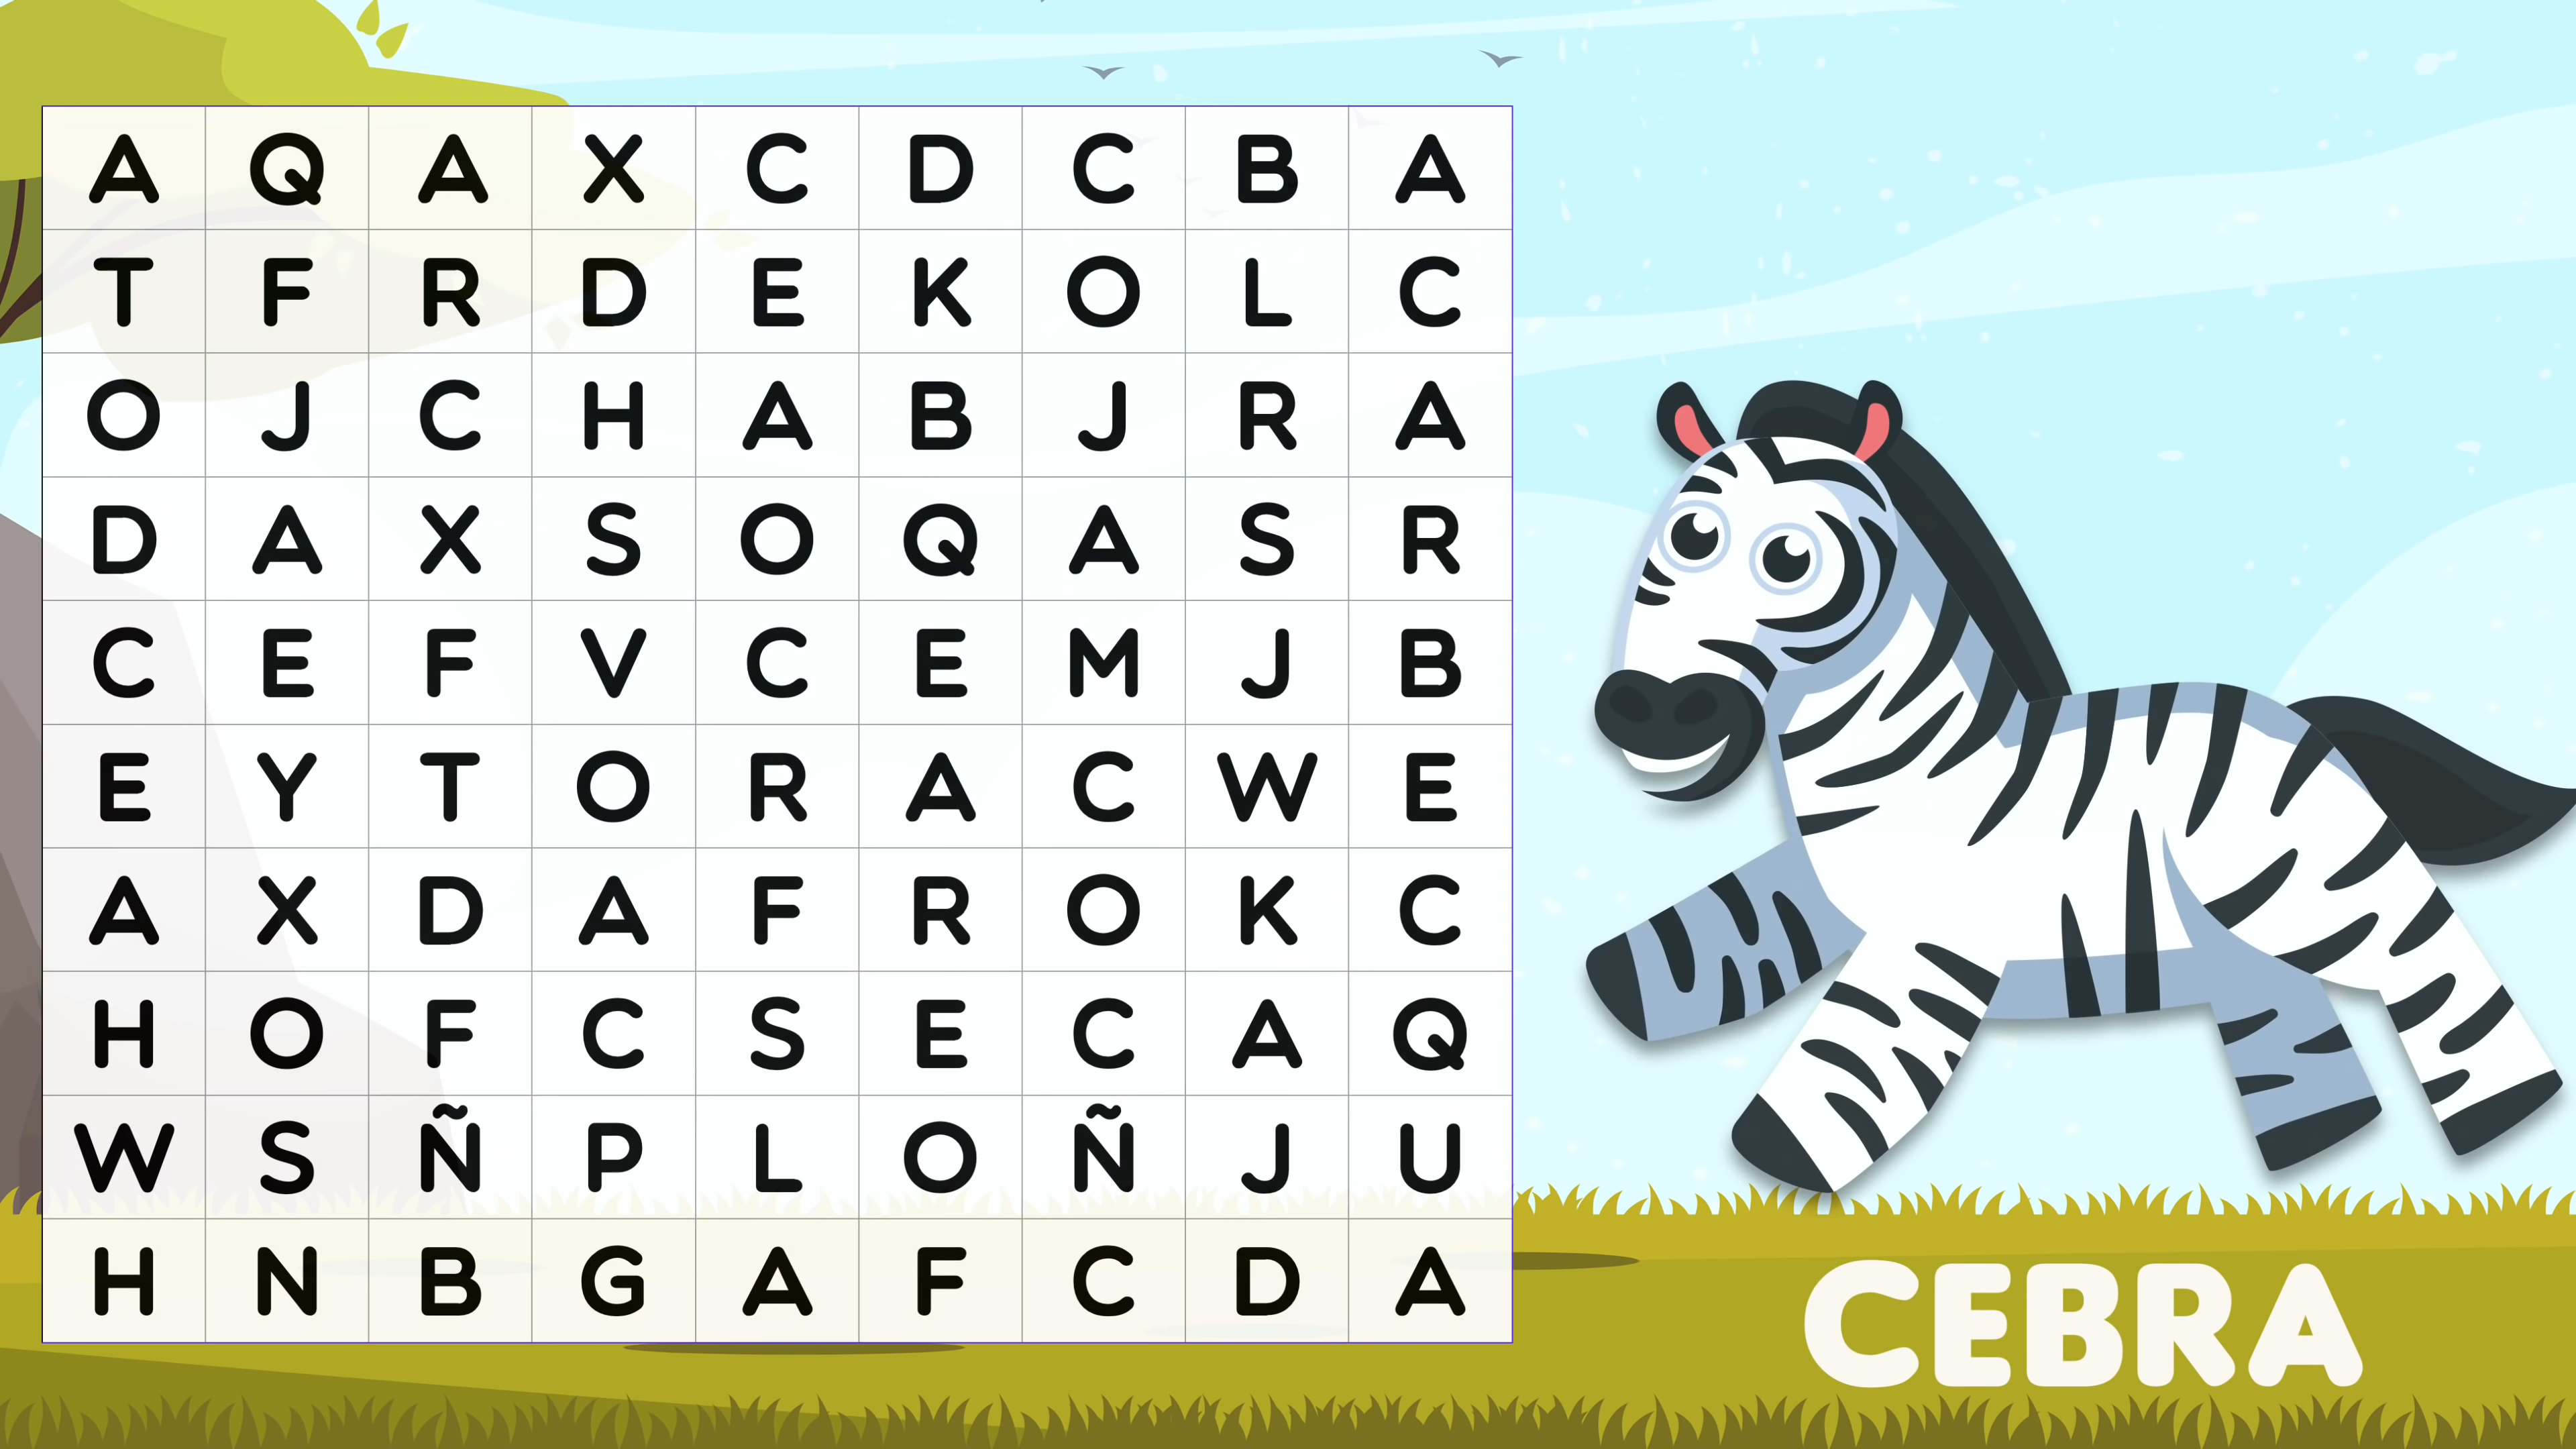 A Q A X C D C B A
T F R D E K O L C
O J C H A B J R A
D A X S O Q A S R
C E F V C E M J B
E Y T O R A C W E
A X D A F R O K C
H O F C S E C A Q
W S Ñ P L O Ñ J U
H N B G A F C D A
CEBRA